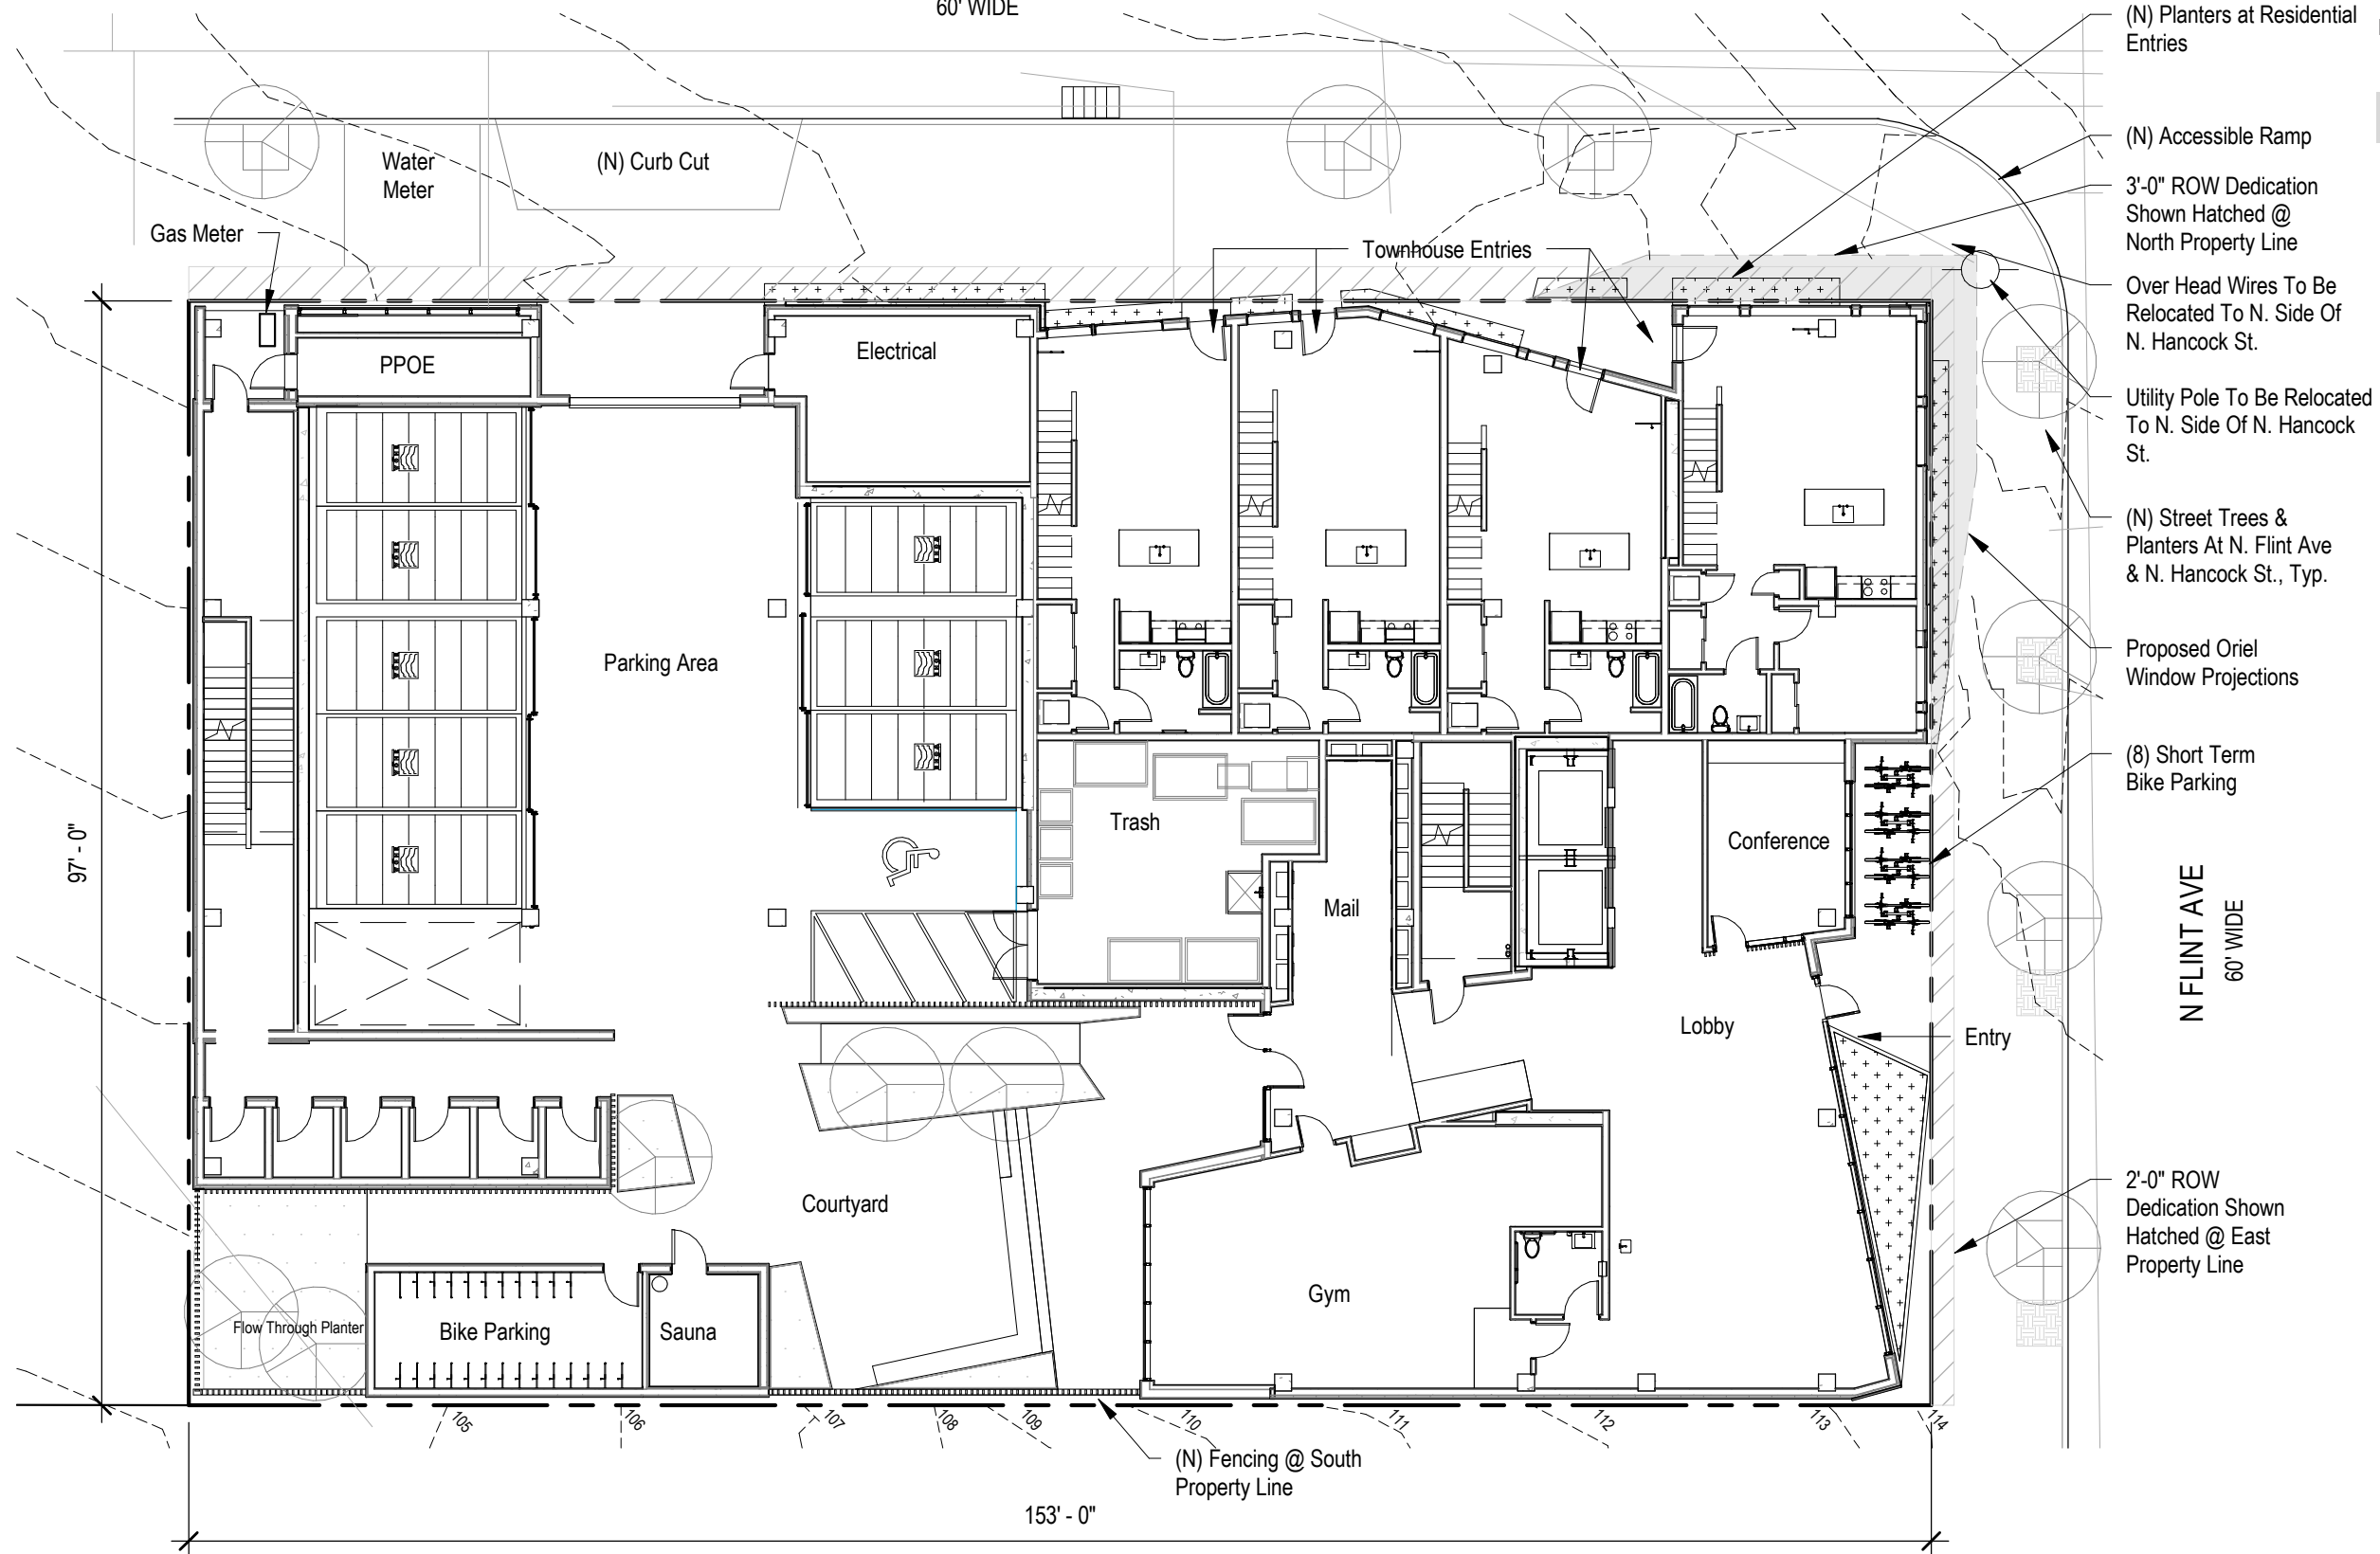 60' WIDE
(N) Planters at Residential
Entries
(N) Accessible Ramp
3'-0" ROW Dedication
Shown Hatched @
North Property Line
Over Head Wires To Be
Relocated To N. Side Of
N. Hancock St.
Utility Pole To Be Relocated
To N. Side Of N. Hancock
St.
(N) Street Trees &
Planters At N. Flint Ave
& N. Hancock St., Typ.
Proposed Oriel
Window Projections
(8) Short Term
Bike Parking
N FLINT AVE
60' WIDE
Entry
2'-0" ROW
Dedication Shown
Hatched @ East
Property Line
Water
Meter
(N) Curb Cut
Gas Meter
Townhouse Entries
PPOE
Electrical
Parking Area
Trash
Mail
Conference
Lobby
Courtyard
Gym
Flow Through Planter
Bike Parking
Sauna
97' - 0"
105
106
107
108
109
110
111
112
113
114
(N) Fencing @ South
Property Line
153' - 0"